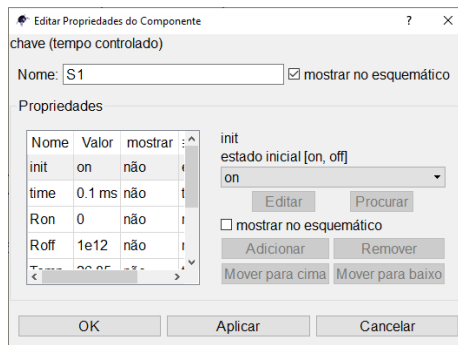 Editar Propriedades do Componente
chave (tempo controlado)
Nome: S1 mostrar no esquemático
Propriedades
Nome Valor mostrar
init on não
time 0.1 ms não
Ron 0 não
Roff 1e12 não
init
estado inicial [on, off]
on
Editar Procurar
mostrar no esquemático
Adicionar Remover
Mover para cima Mover para baixo
OK Aplicar Cancelar